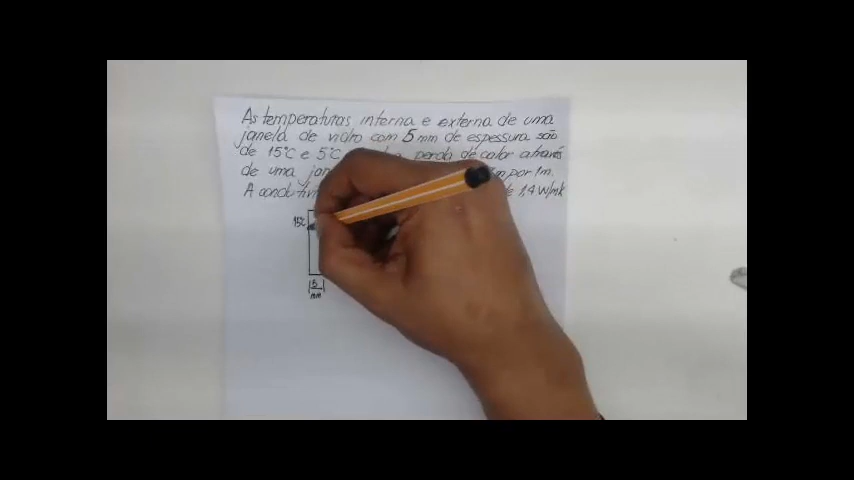 As temperaturas interna e externa de uma
janela de vidro com 5 mm de espessura são
de 15°C e 5°C perda de calor através
de uma por 1m.
A 1,4 W/mK
15°C
5
mm